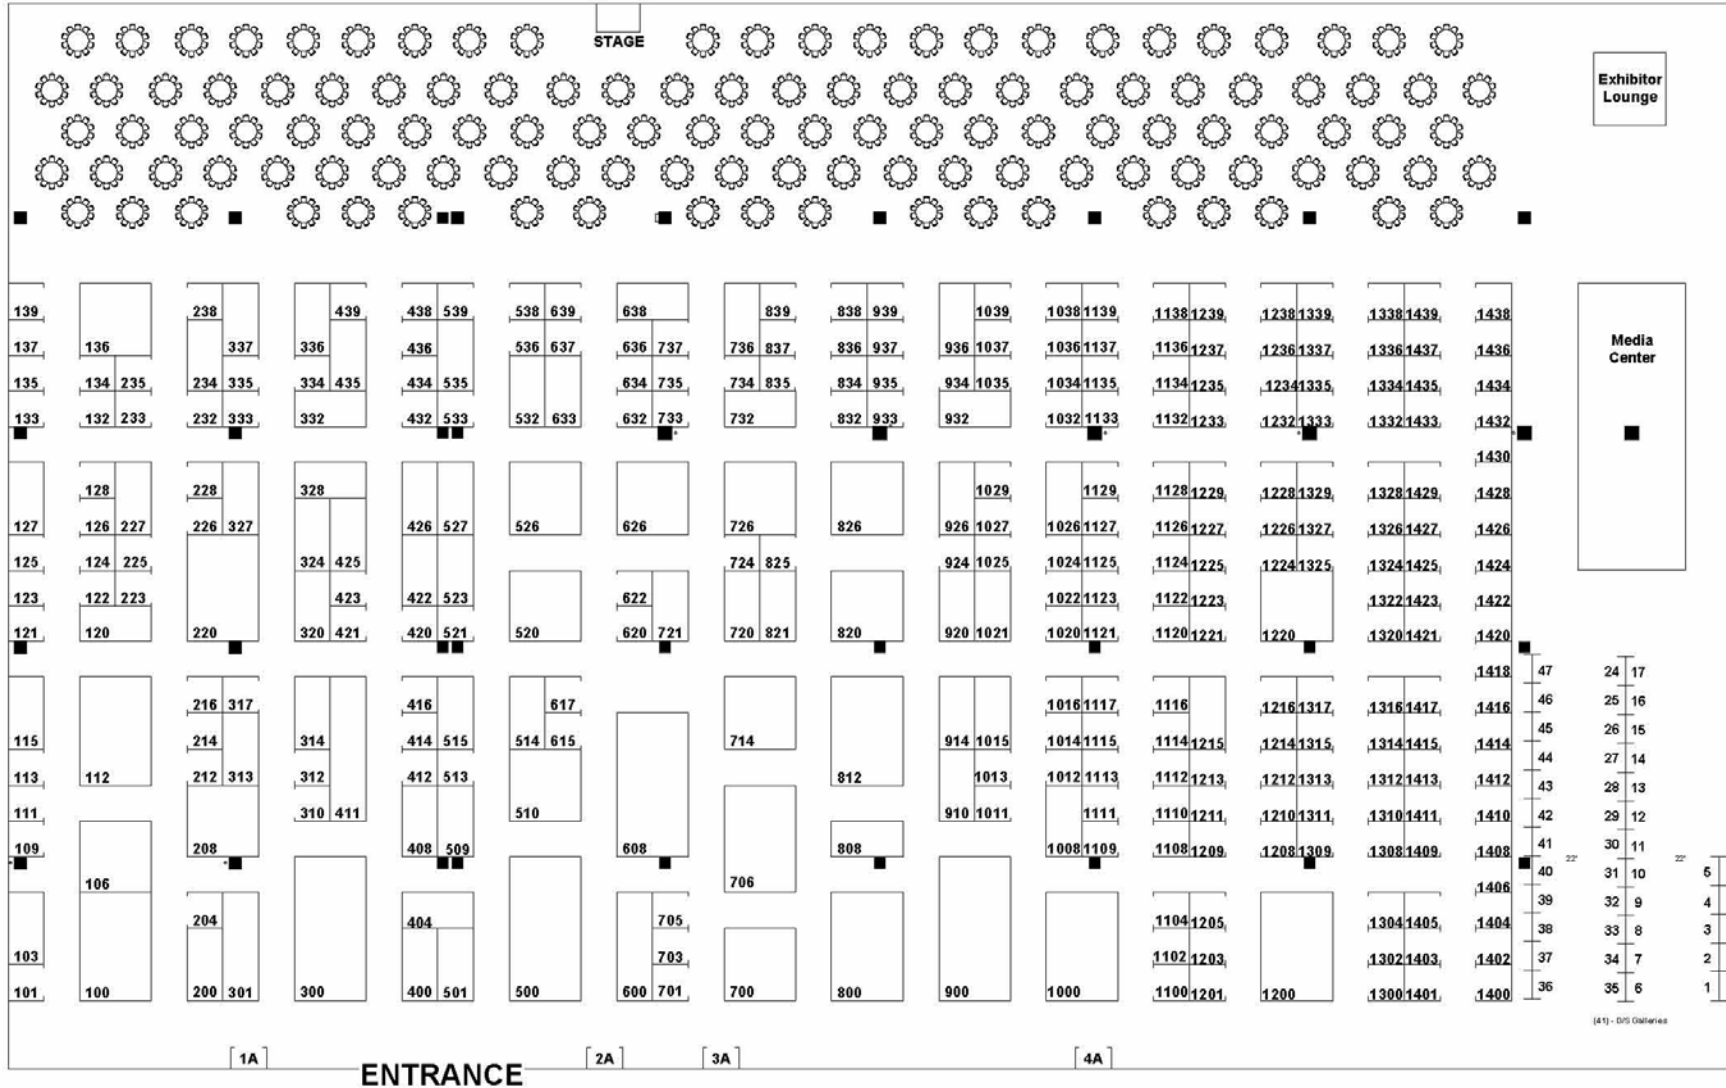 STAGE
Exhibitor
Lounge
139 136 238 337 336 439 438 539 538 639 638 737 736 839 838 939 936 1039 1038 1139 1138 1239 1238 1339 1338 1439 1438
137 436 536 637 636 837 836 937 1037 1036 1137 1136 1237 1236 1337 1336 1437 1436
Media
Center
135 134 235 234 335 334 435 434 535 634 735 734 835 834 935 934 1035 1034 1135 1134 1235 1234 1335 1334 1435 1434
133 132 233 232 333 332 432 533 532 633 632 733 732 832 933 932 1032 1133 1132 1233 1232 1333 1332 1433 1432
1430
128 228 328 1029 1129 1128 1229 1228 1329 1328 1429 1428
127 126 227 226 327 426 527 526 626 726 826 926 1027 1026 1127 1126 1227 1226 1327 1326 1427 1426
125 124 225 324 425 724 825 924 1025 1024 1125 1124 1225 1224 1325 1324 1425 1424
123 122 223 423 422 523 622 1022 1123 1122 1223 1322 1423 1422
121 120 220 320 421 420 521 520 620 721 720 821 820 920 1021 1020 1121 1120 1221 1220 1320 1421 1420
1418 47 24 17
216 317 416 617 1016 1117 1116 1216 1317 1316 1417 1416 46 25 16
115 214 314 414 515 514 615 714 914 1015 1014 1115 1114 1215 1214 1315 1314 1415 1414 45 26 15
44 27 14
113 112 212 313 312 412 513 812 1013 1012 1113 1112 1213 1212 1313 1312 1413 1412 43 28 13
111 310 411 510 910 1011 1111 1110 1211 1210 1311 1310 1411 1410 42 29 12
109 208 408 509 608 808 1008 1109 1108 1209 1208 1309 1308 1409 1408 41 30 11
22' 22'
106 706 1406 40 31 10 5
39 32 9 4
204 404 705 1104 1205 1304 1405 1404 38 33 8 3
103 703 1102 1203 1302 1403 1402 37 34 7 2
101 100 200 301 300 400 501 500 600 701 700 800 900 1000 1100 1201 1200 1300 1401 1400 36 35 6 1
(41) - D/S Galleries
1A 2A 3A 4A
ENTRANCE